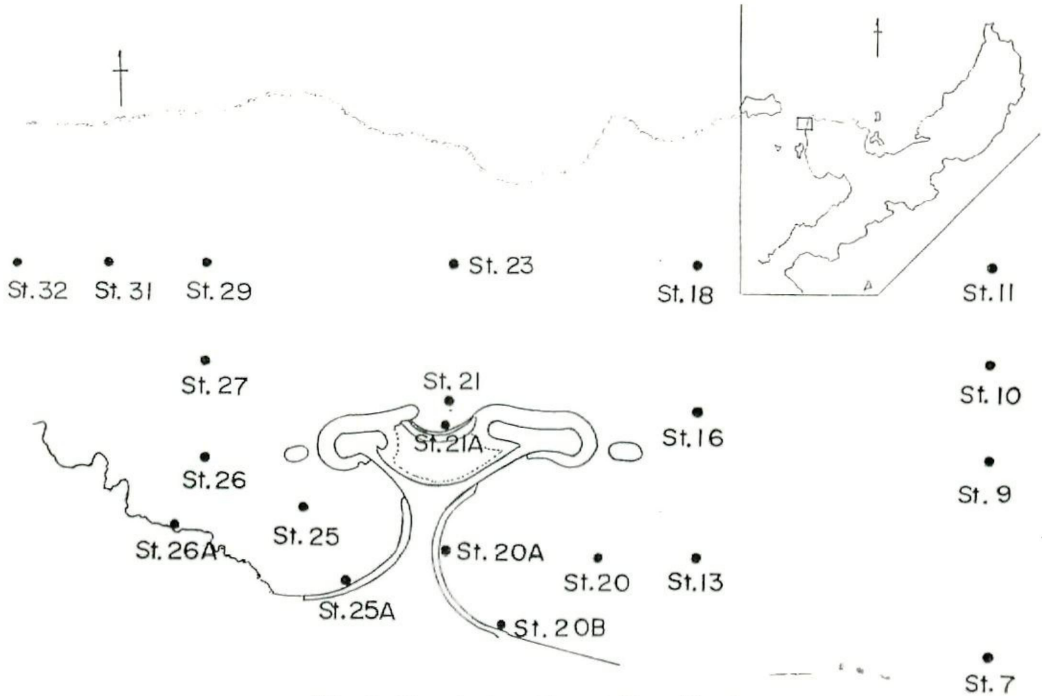 St. 32
St. 31
St. 29
St. 23
St. 18
St. 11
St. 27
St. 21
St. 10
St. 21A
St. 16
St. 26
St. 9
St. 25
St. 26A
St. 20A
St. 20
St. 13
St. 25A
St. 20B
St. 7